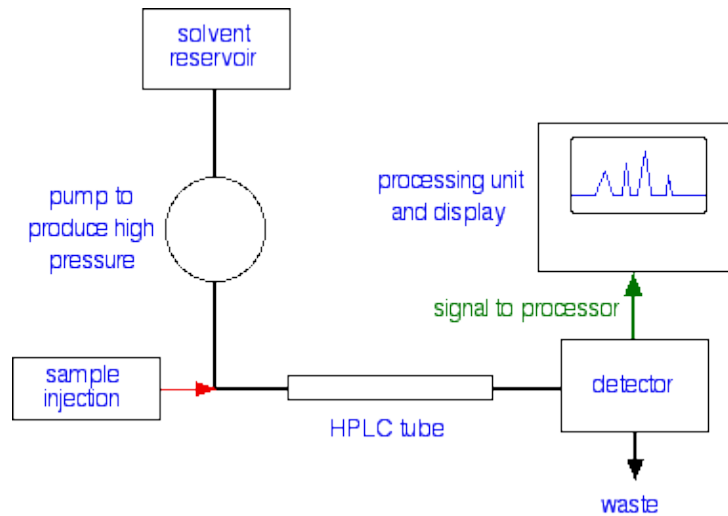 solvent
reservoir
pump to
produce high
pressure
processing unit
and display
signal to processor
sample
injection
HPLC tube
detector
waste